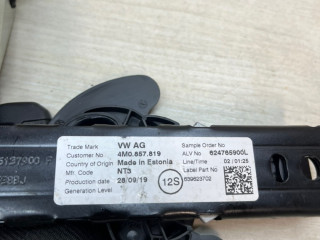 Trade Mark VW AG
Customer No. 4M0.857.819
Country of Origin Made in Estonia
Mfr. Code NT3
Production date 28/09/19
Generation Level
12S
Sample Order No.
ALV No 624765900L
Line/Time 02/01:25
Label Part No
639623702